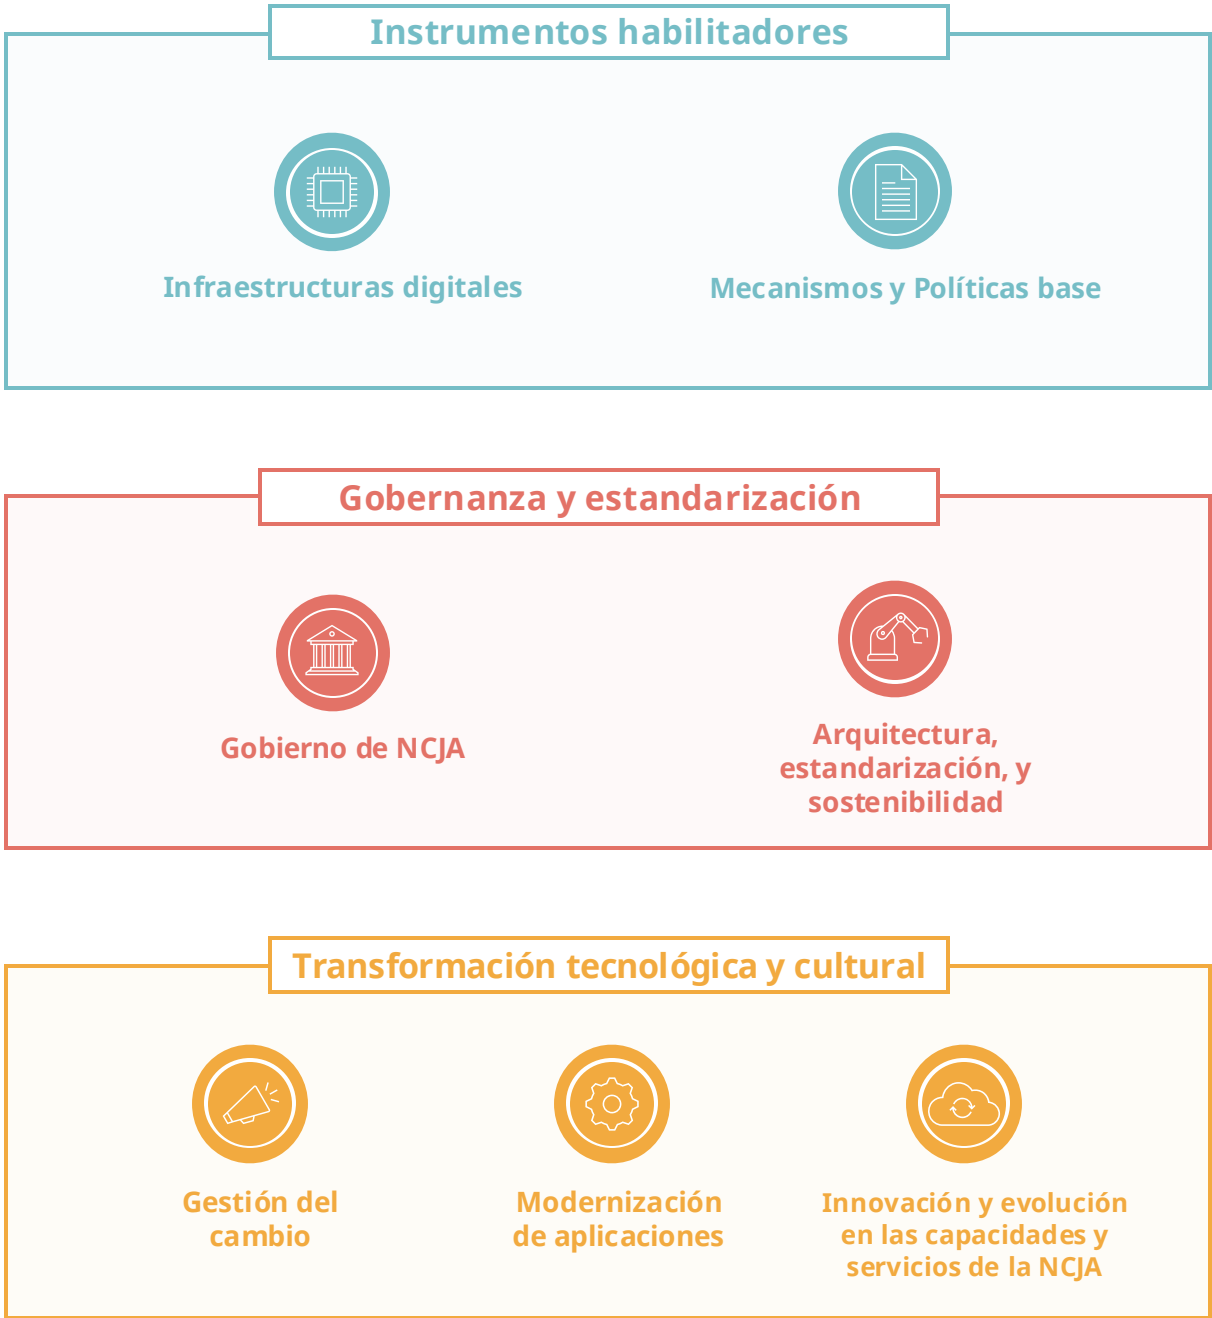 Instrumentos habilitadores
Infraestructuras digitales
Mecanismos y Políticas base
Gobernanza y estandarización
Gobierno de NCJA
Arquitectura,
estandarización, y
sostenibilidad
Transformación tecnológica y cultural
Gestión del
cambio
Modernización
de aplicaciones
Innovación y evolución
en las capacidades y
servicios de la NCJA